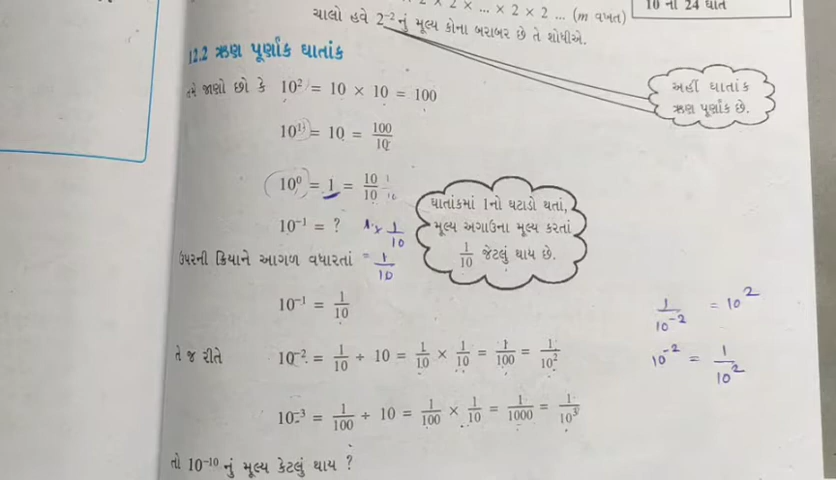 × 2 × ... × 2 × 2 ... (m વખત)
10 ની 24 ઘાત
ચાલો હવે 2⁻² નું મૂલ્ય કોના બરાબર છે તે શોધીએ.
12.2 ઋણ પૂર્ણાંક ઘાતાંક
અહીં ઘાતાંક
ઋણ પૂર્ણાંક છે.
તમે જાણો છો કે 10² = 10 × 10 = 100
10¹ = 10 = 100/10
10⁰ = 1 = 10/10
ઘાતાંકમાં 1નો ઘટાડો થતાં,
મૂલ્ય અગાઉના મૂલ્ય કરતાં
1/10 જેટલું થાય છે.
10⁻¹ = ? 1 × 1/10
ઉપરની ક્રિયાને આગળ વધારતાં = 1/10
10⁻¹ = 1/10
1/10⁻² = 10²
તે જ રીતે 10⁻² = 1/10 ÷ 10 = 1/10 × 1/10 = 1/100 = 1/10²
10⁻² = 1/10²
10⁻³ = 1/100 ÷ 10 = 1/100 × 1/10 = 1/1000 = 1/10³
તો 10⁻¹⁰ નું મૂલ્ય કેટલું થાય ?